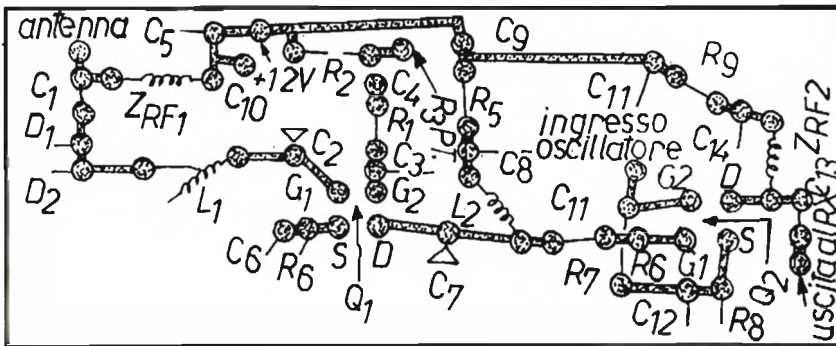 antenna
C5
C9
+12V
R2
C1
ZRF1
C10
C4
R3
P
R5
C11
R9
D1
R1
ingresso
oscillatore
C14
ZRF2
D2
L1
C2
G1
C3
G2
C8
G2
D
C13
C6
R6
S
D
L2
C11
R7
R6
G1
S
Q1
C7
C12
R8
Q2
uscita al RX